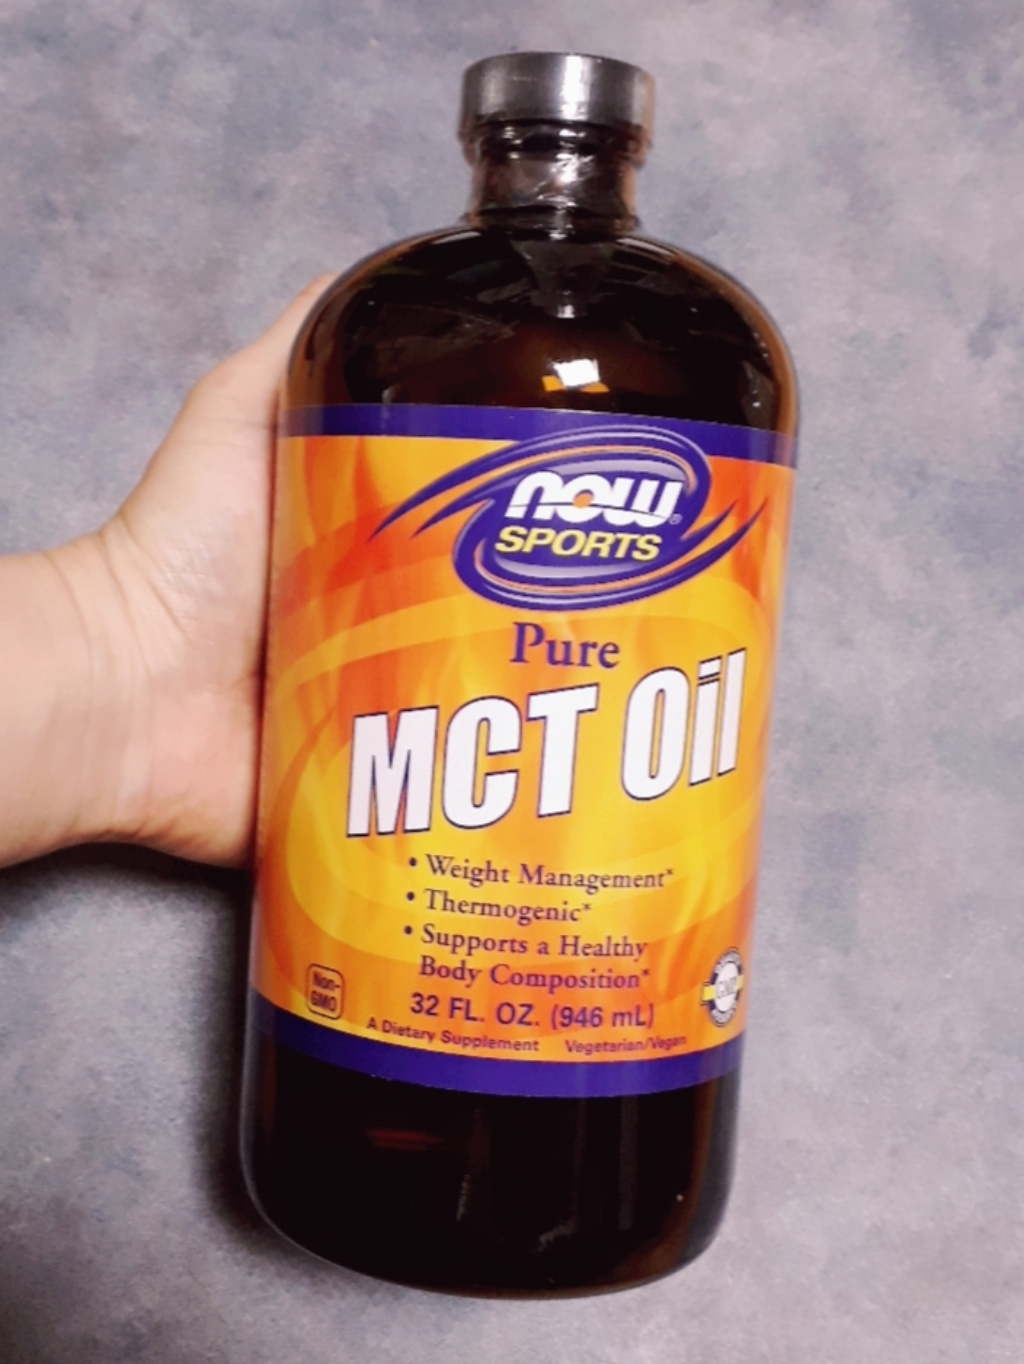 NOW®
SPORTS
Pure
MCT Oil
• Weight Management*
• Thermogenic*
• Supports a Healthy
Body Composition*
Non-
GMO
32 FL. OZ. (946 mL)
A Dietary Supplement Vegetarian/Vegan
GMP